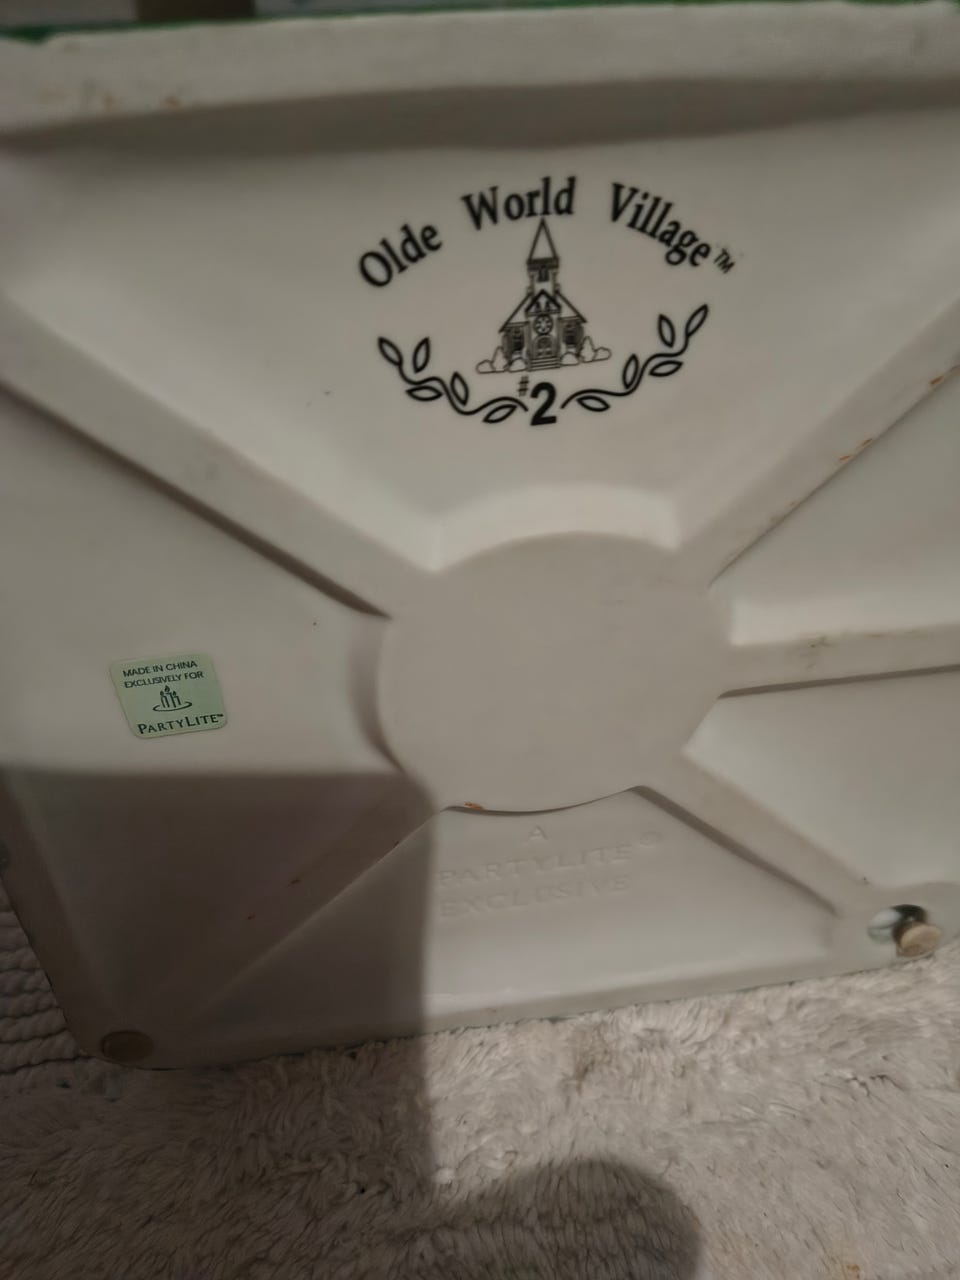 Olde World Village™
#2
MADE IN CHINA
EXCLUSIVELY FOR
PARTYLITE™
A
PARTYLITE®
EXCLUSIVE